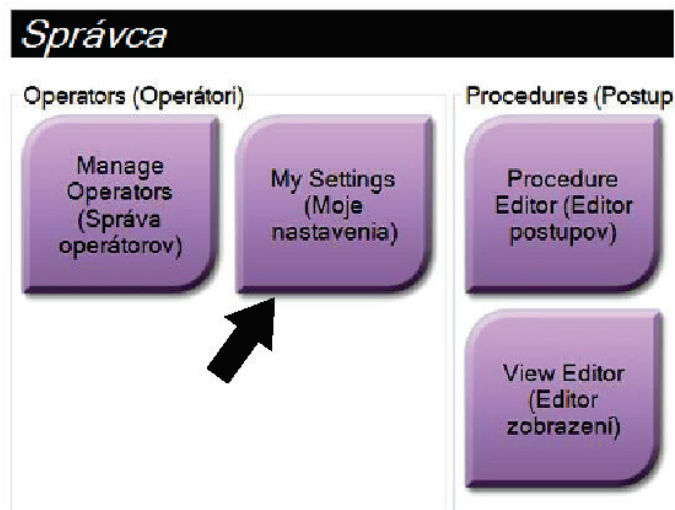 Správca
Operators (Operátori)
Manage
Operators
(Správa
operátorov)
My Settings
(Moje
nastavenia)
Procedures (Postup
Procedure
Editor (Editor
postupov)
View Editor
(Editor
zobrazení)